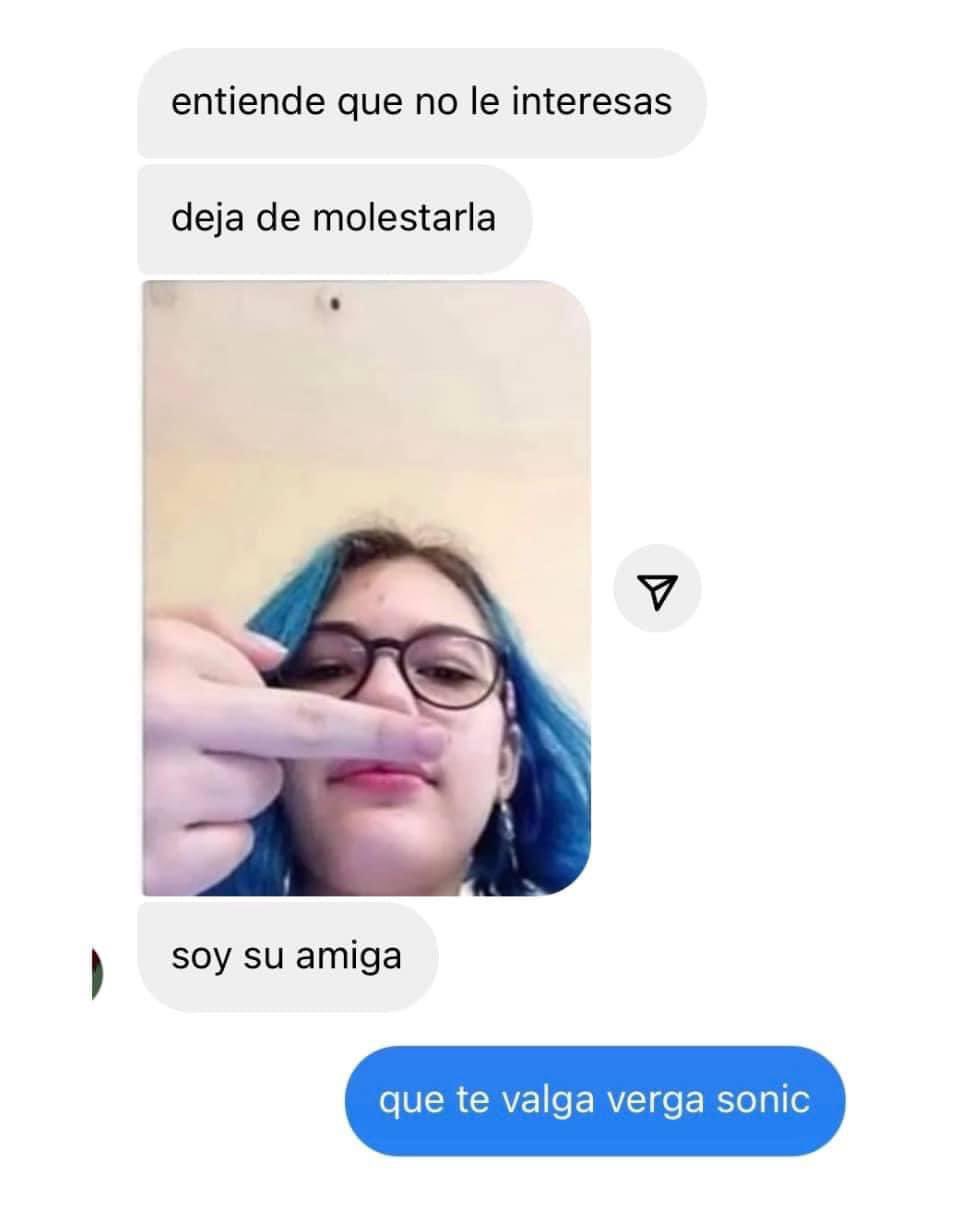 entiende que no le interesas
deja de molestarla
soy su amiga
que te valga verga sonic